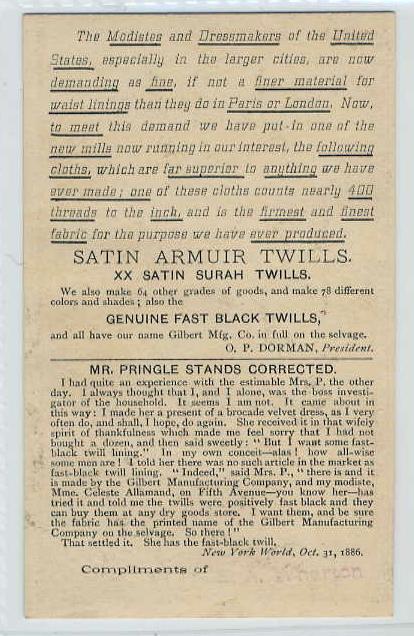 The Modistes and Dressmakers of the United
States, especially in the larger cities, are now
demanding as fine, if not a finer material for
waist linings than they do in Paris or London. Now,
to meet this demand we have put in one of the
new mills now running in our interest, the following
cloths, which are far superior to anything we have
ever made; one of these cloths counts nearly 400
threads to the inch, and is the firmest and finest
fabric for the purpose we have ever produced.
SATIN ARMUIR TWILLS.
XX SATIN SURAH TWILLS.
We also make 64 other grades of goods, and make 78 different
colors and shades; also the
GENUINE FAST BLACK TWILLS,
and all have our name Gilbert Mfg. Co. in full on the selvage.
O. P. DORMAN, President.
MR. PRINGLE STANDS CORRECTED.
I had quite an experience with the estimable Mrs. P. the other
day. I always thought that I, and I alone, was the boss investi-
gator of the household. It seems I am not. It came about in
this way: I made her a present of a brocade velvet dress, as I very
often do, and shall, I hope, do again. She received it in that wifely
spirit of thankfulness which made me feel sorry that I had not
bought a dozen, and then said sweetly: "But I want some fast-
black twill lining." In my own conceit—alas! how all-wise
some men are! I told her there was no such article in the market as
fast-black twill lining. "Indeed," said Mrs. P., "there is and it
is made by the Gilbert Manufacturing Company, and my modiste,
Mme. Celeste Allamand, on Fifth Avenue—you know her—has
tried it and told me the twills were positively fast black and they
can buy them at any dry goods store. I want them, and be sure
the fabric has the printed name of the Gilbert Manufacturing
Company on the selvage. So there!"
That settled it. She has the fast-black twill.
New York World, Oct. 31, 1886.
Compliments of